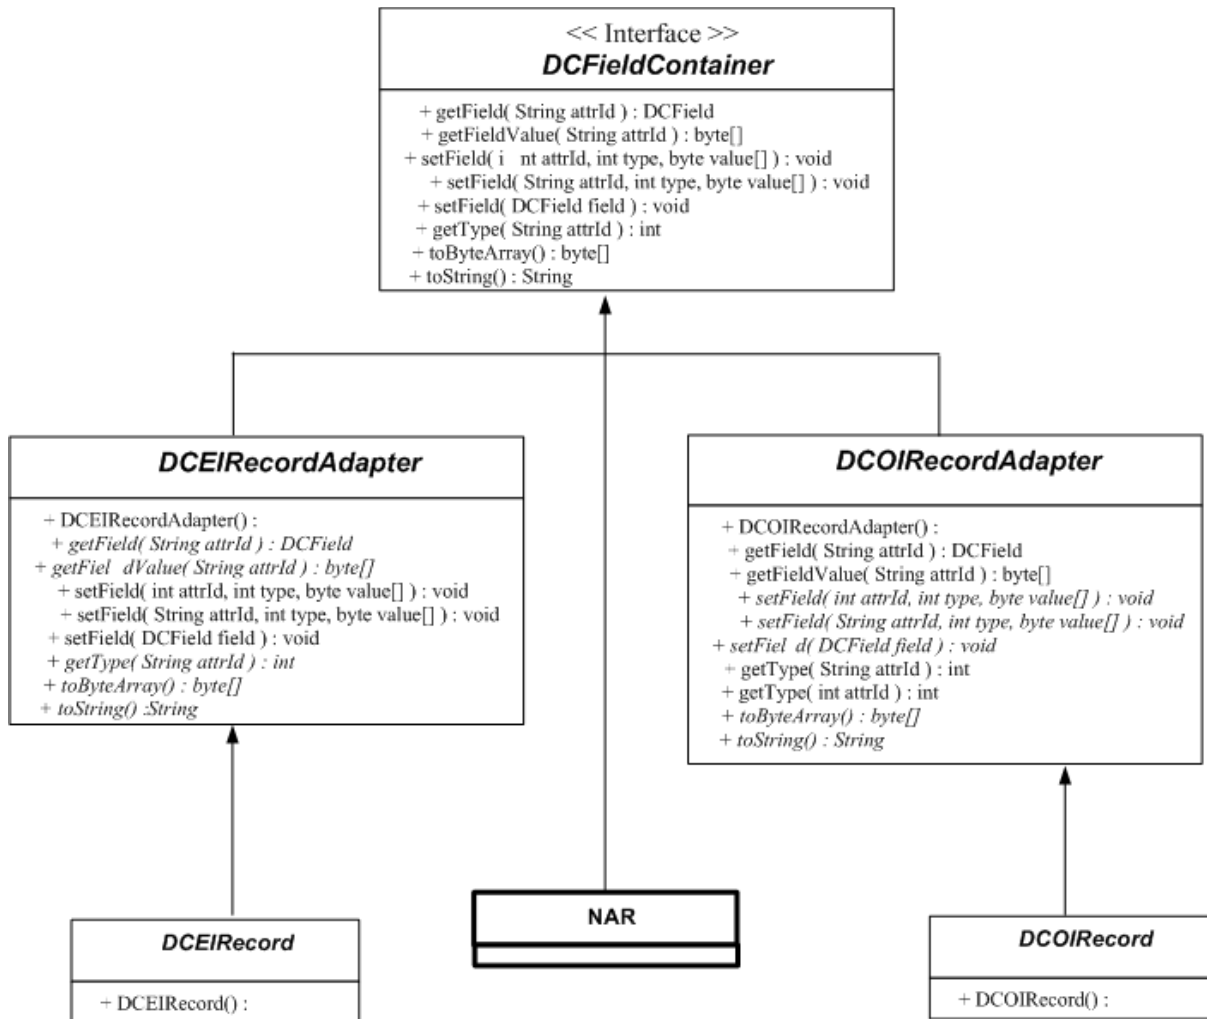 << Interface >>
DCFieldContainer
+ getField( String attrId ) : DCField
+ getFieldValue( String attrId ) : byte[]
+ setField( i nt attrId, int type, byte value[] ) : void
+ setField( String attrId, int type, byte value[] ) : void
+ setField( DCField field ) : void
+ getType( String attrId ) : int
+ toByteArray() : byte[]
+ toString() : String
DCEIRecordAdapter
+ DCEIRecordAdapter() :
+ getField( String attrId ) : DCField
+ getFiel dValue( String attrId ) : byte[]
+ setField( int attrId, int type, byte value[] ) : void
+ setField( String attrId, int type, byte value[] ) : void
+ setField( DCField field ) : void
+ getType( String attrId ) : int
+ toByteArray() : byte[]
+ toString() :String
DCOIRecordAdapter
+ DCOIRecordAdapter() :
+ getField( String attrId ) : DCField
+ getFieldValue( String attrId ) : byte[]
+ setField( int attrId, int type, byte value[] ) : void
+ setField( String attrId, int type, byte value[] ) : void
+ setFiel d( DCField field ) : void
+ getType( String attrId ) : int
+ getType( int attrId ) : int
+ toByteArray() : byte[]
+ toString() : String
DCEIRecord
+ DCEIRecord() :
NAR
DCOIRecord
+ DCOIRecord() :